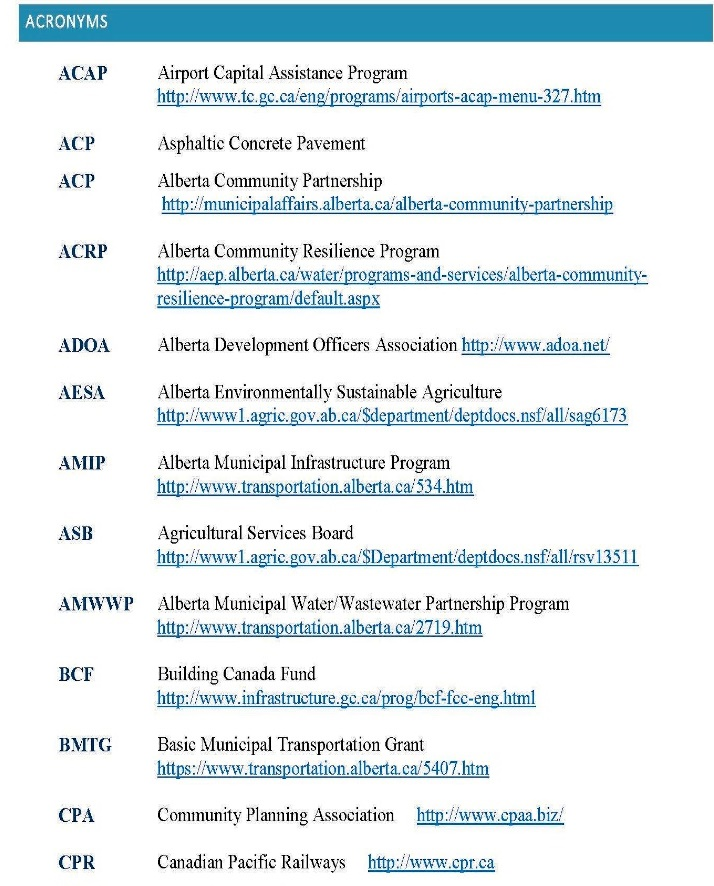 ACRONYMS
ACAP Airport Capital Assistance Program
http://www.tc.gc.ca/eng/programs/airports-acap-menu-327.htm
ACP Asphaltic Concrete Pavement
ACP Alberta Community Partnership
http://municipalaffairs.alberta.ca/alberta-community-partnership
ACRP Alberta Community Resilience Program
http://aep.alberta.ca/water/programs-and-services/alberta-community-
resilience-program/default.aspx
ADOA Alberta Development Officers Association http://www.adoa.net/
AESA Alberta Environmentally Sustainable Agriculture
http://www1.agric.gov.ab.ca/$department/deptdocs.nsf/all/sag6173
AMIP Alberta Municipal Infrastructure Program
http://www.transportation.alberta.ca/534.htm
ASB Agricultural Services Board
http://www1.agric.gov.ab.ca/$Department/deptdocs.nsf/all/rsv13511
AMWWP Alberta Municipal Water/Wastewater Partnership Program
http://www.transportation.alberta.ca/2719.htm
BCF Building Canada Fund
http://www.infrastructure.gc.ca/prog/bcf-fcc-eng.html
BMTG Basic Municipal Transportation Grant
https://www.transportation.alberta.ca/5407.htm
CPA Community Planning Association http://www.cpaa.biz/
CPR Canadian Pacific Railways http://www.cpr.ca